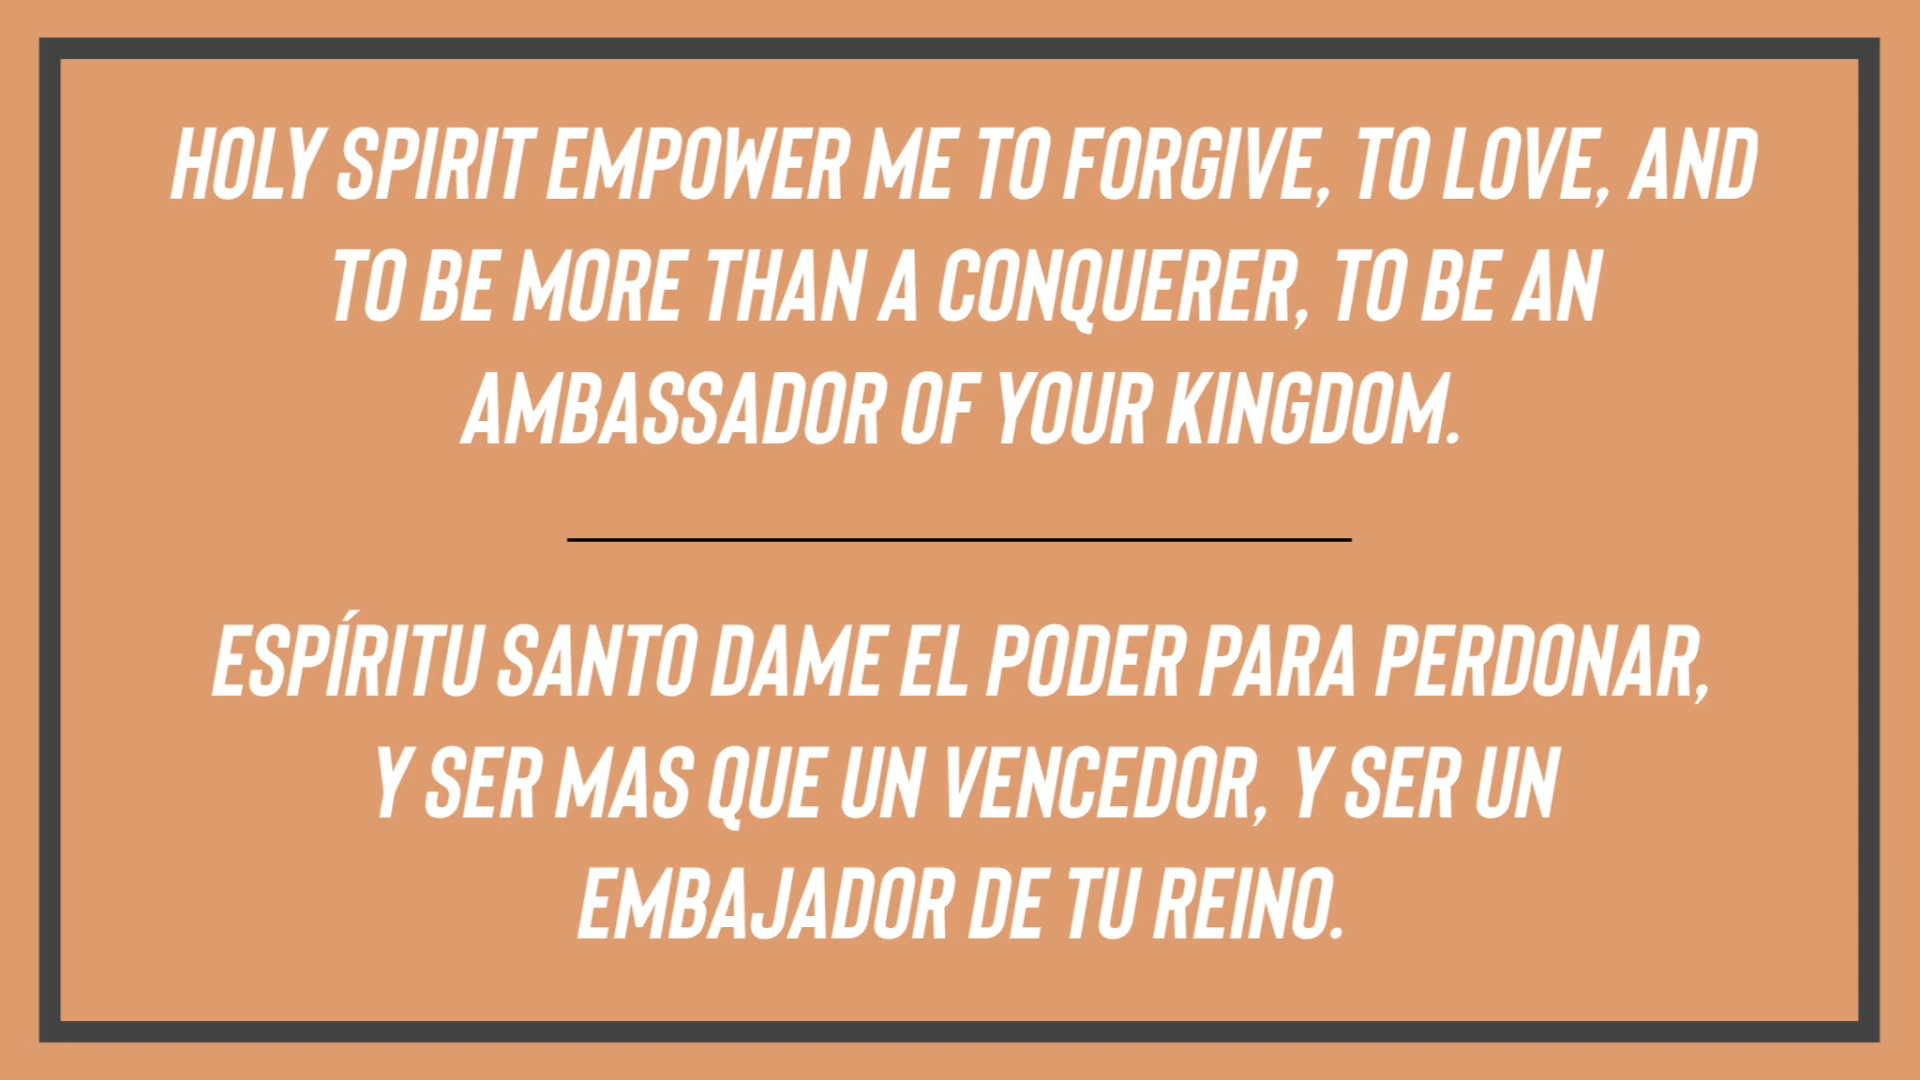 HOLY SPIRIT EMPOWER ME TO FORGIVE, TO LOVE, AND
TO BE MORE THAN A CONQUERER, TO BE AN
AMBASSADOR OF YOUR KINGDOM.
ESPÍRITU SANTO DAME EL PODER PARA PERDONAR,
Y SER MAS QUE UN VENCEDOR, Y SER UN
EMBAJADOR DE TU REINO.